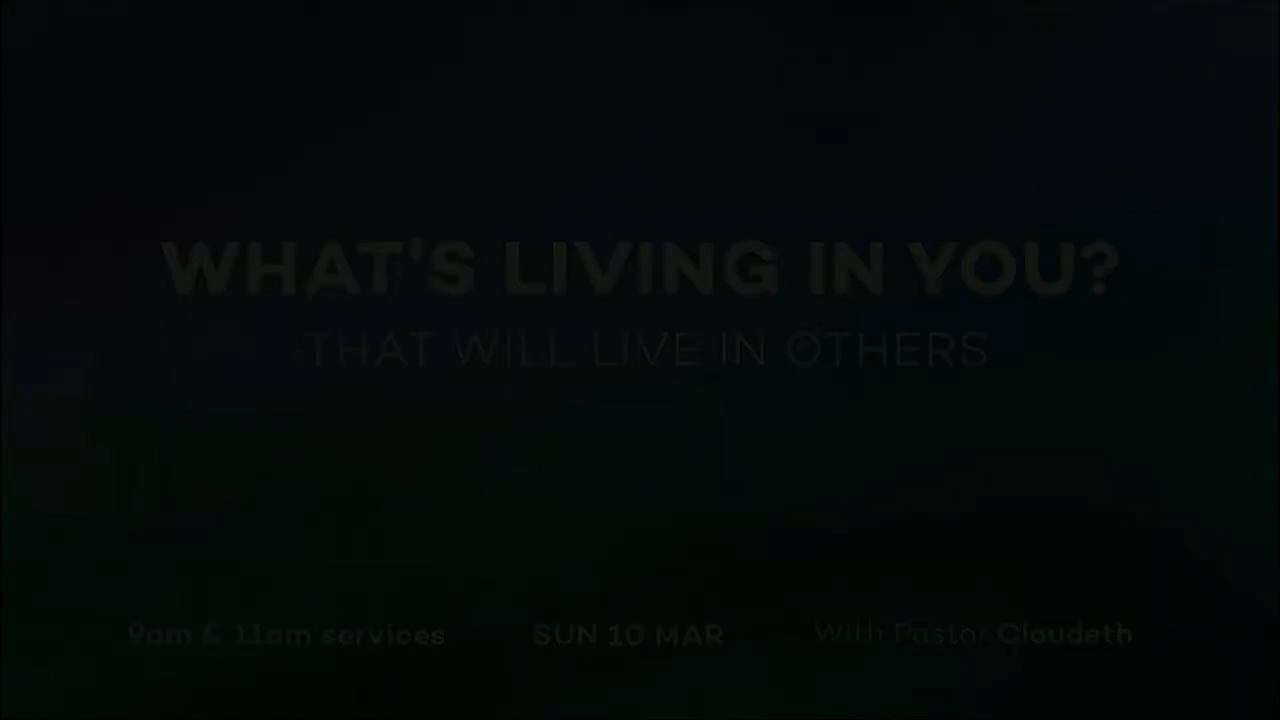 WHAT'S LIVING IN YOU?
THAT WILL LIVE IN OTHERS
9am & 11am services
SUN 10 MAR
With Pastor Cloudeth